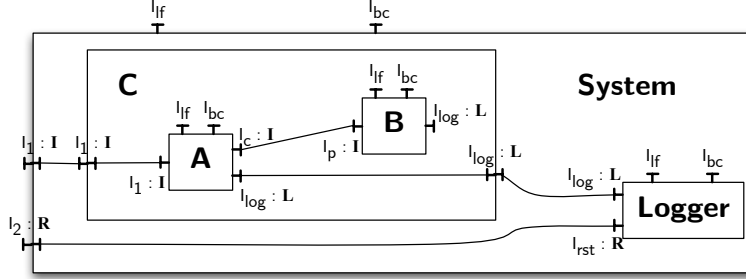 I_lf I_bc
C System
I_lf I_bc
I_lf I_bc
B I_log : L
I_1 : I I_1 : I I_c : I
A I_p : I I_log : L
I_1 : I I_log : L I_log : L
I_lf I_bc
I_2 : R Logger
I_rst : R